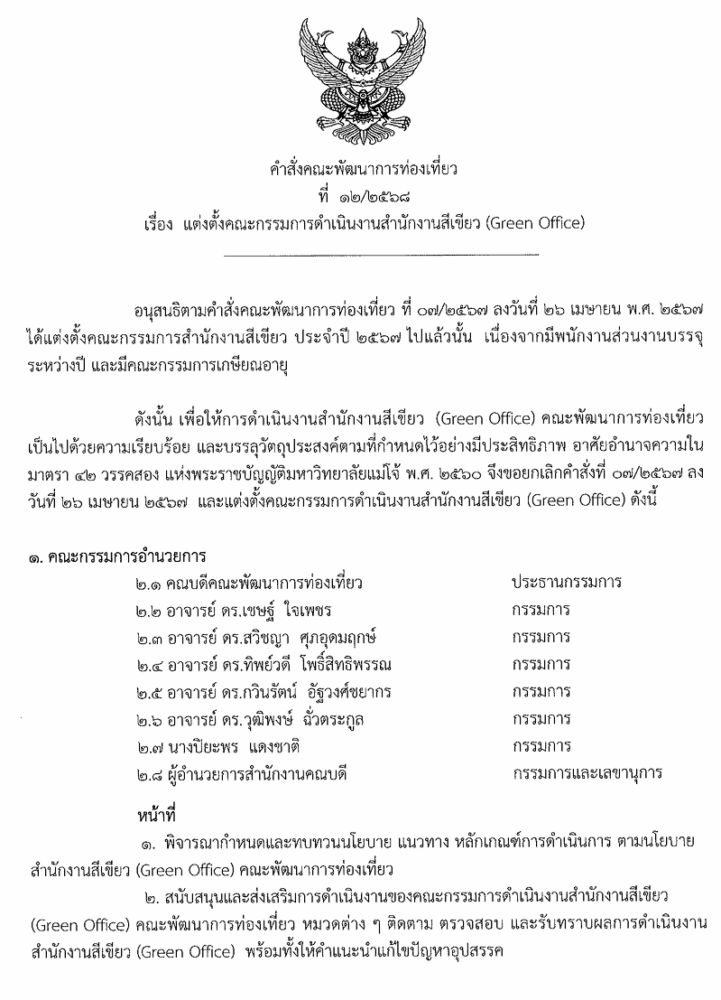 คำสั่งคณะพัฒนาการท่องเที่ยว
ที่ ๑๒/๒๕๖๘
เรื่อง แต่งตั้งคณะกรรมการดำเนินงานสำนักงานสีเขียว (Green Office)
อนุสนธิตามคำสั่งคณะพัฒนาการท่องเที่ยว ที่ ๐๗/๒๕๖๗ ลงวันที่ ๒๖ เมษายน พ.ศ. ๒๕๖๗
ได้แต่งตั้งคณะกรรมการสำนักงานสีเขียว ประจำปี ๒๕๖๗ ไปแล้วนั้น เนื่องจากมีพนักงานส่วนงานบรรจุ
ระหว่างปี และมีคณะกรรมการเกษียณอายุ
ดังนั้น เพื่อให้การดำเนินงานสำนักงานสีเขียว (Green Office) คณะพัฒนาการท่องเที่ยว
เป็นไปด้วยความเรียบร้อย และบรรลุวัตถุประสงค์ตามที่กำหนดไว้อย่างมีประสิทธิภาพ อาศัยอำนาจความใน
มาตรา ๔๒ วรรคสอง แห่งพระราชบัญญัติมหาวิทยาลัยแม่โจ้ พ.ศ. ๒๕๖๐ จึงขอยกเลิกคำสั่งที่ ๐๗/๒๕๖๗ ลง
วันที่ ๒๖ เมษายน ๒๕๖๗ และแต่งตั้งคณะกรรมการดำเนินงานสำนักงานสีเขียว (Green Office) ดังนี้
๑. คณะกรรมการอำนวยการ
๒.๑ คณบดีคณะพัฒนาการท่องเที่ยว ประธานกรรมการ
๒.๒ อาจารย์ ดร.เชษฐ์ ใจเพชร กรรมการ
๒.๓ อาจารย์ ดร.สวิชญา ศุภอุดมฤกษ์ กรรมการ
๒.๔ อาจารย์ ดร.ทิพย์วดี โพธิ์สิทธิพรรณ กรรมการ
๒.๕ อาจารย์ ดร.กวินรัตน์ อัฐวงศ์ชยากร กรรมการ
๒.๖ อาจารย์ ดร.วุฒิพงษ์ ฉั่วตระกูล กรรมการ
๒.๗ นางปิยะพร แดงชาติ กรรมการ
๒.๘ ผู้อำนวยการสำนักงานคณบดี กรรมการและเลขานุการ
หน้าที่
๑. พิจารณากำหนดและทบทวนนโยบาย แนวทาง หลักเกณฑ์การดำเนินการ ตามนโยบาย
สำนักงานสีเขียว (Green Office) คณะพัฒนาการท่องเที่ยว
๒. สนับสนุนและส่งเสริมการดำเนินงานของคณะกรรมการดำเนินงานสำนักงานสีเขียว
(Green Office) คณะพัฒนาการท่องเที่ยว หมวดต่าง ๆ ติดตาม ตรวจสอบ และรับทราบผลการดำเนินงาน
สำนักงานสีเขียว (Green Office) พร้อมทั้งให้คำแนะนำแก้ไขปัญหาอุปสรรค